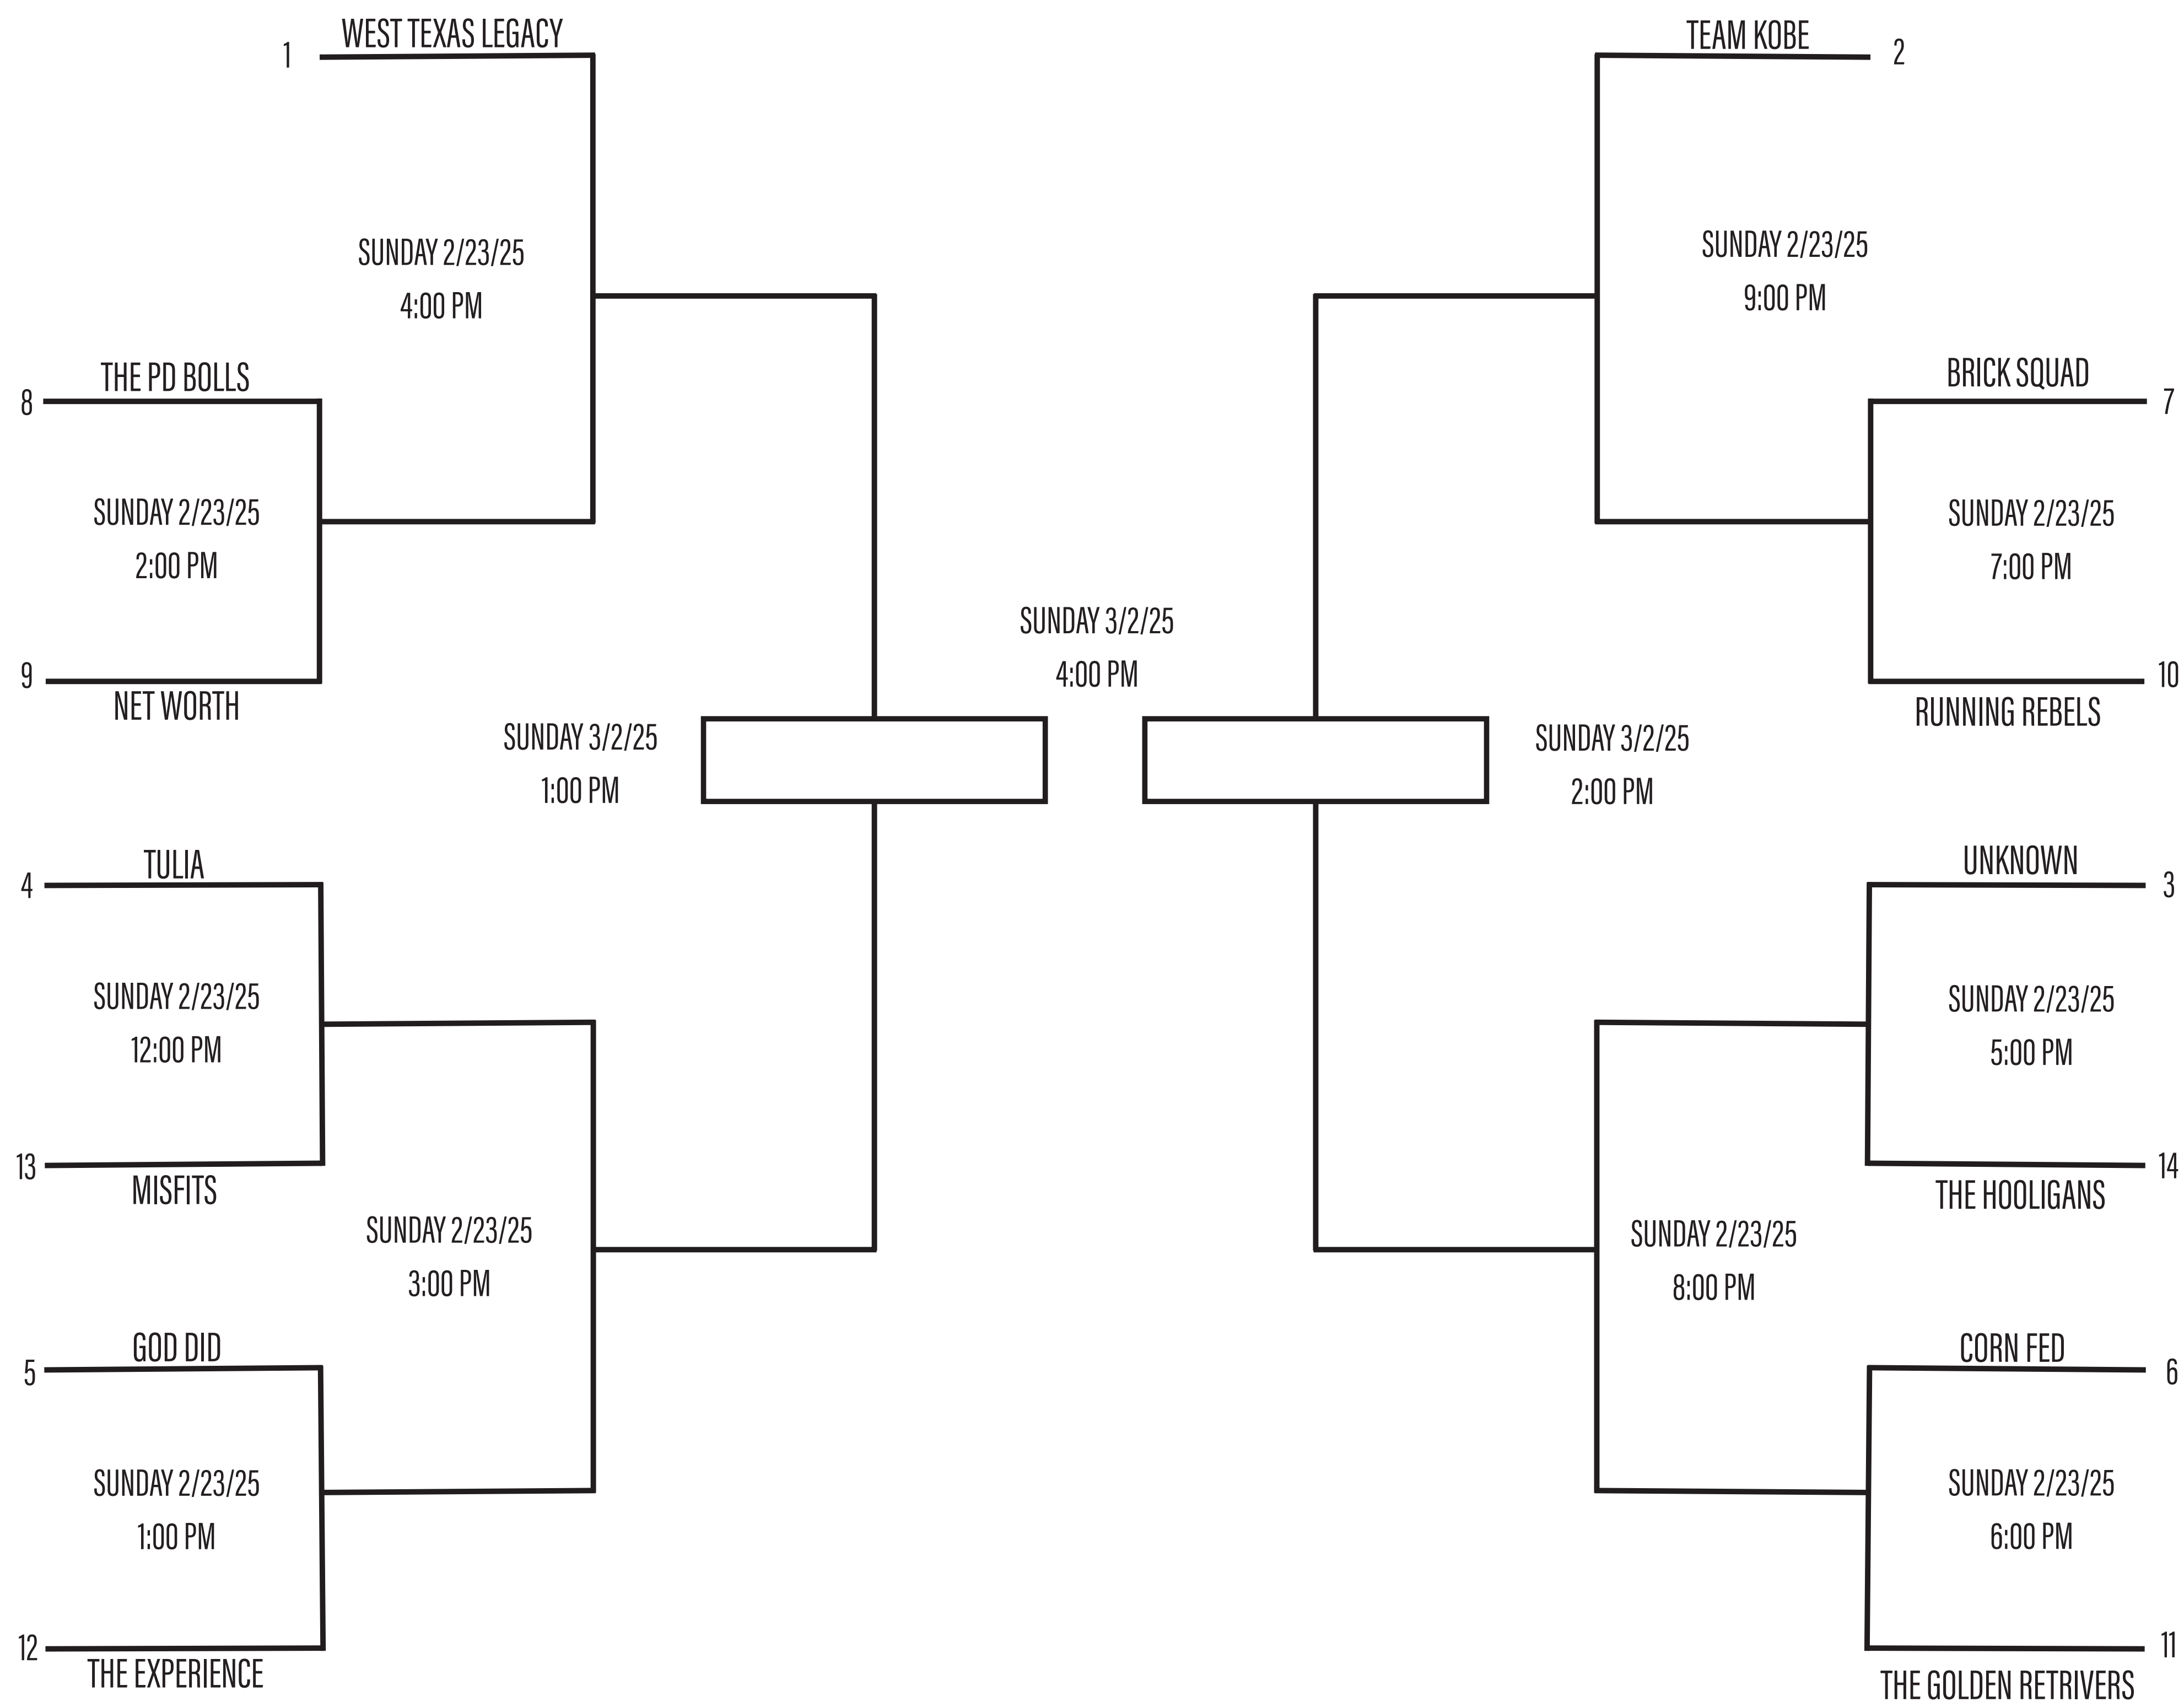 WEST TEXAS LEGACY
1
SUNDAY 2/23/25
4:00 PM
THE PD BOLLS
8
SUNDAY 2/23/25
2:00 PM
9
NET WORTH
SUNDAY 3/2/25
1:00 PM
TULIA
4
SUNDAY 2/23/25
12:00 PM
13
MISFITS
SUNDAY 2/23/25
3:00 PM
GOD DID
5
SUNDAY 2/23/25
1:00 PM
12
THE EXPERIENCE
SUNDAY 3/2/25
4:00 PM
TEAM KOBE
2
SUNDAY 2/23/25
9:00 PM
BRICK SQUAD
7
SUNDAY 2/23/25
7:00 PM
10
RUNNING REBELS
SUNDAY 3/2/25
2:00 PM
UNKNOWN
3
SUNDAY 2/23/25
5:00 PM
14
THE HOOLIGANS
SUNDAY 2/23/25
8:00 PM
CORN FED
6
SUNDAY 2/23/25
6:00 PM
11
THE GOLDEN RETRIVERS